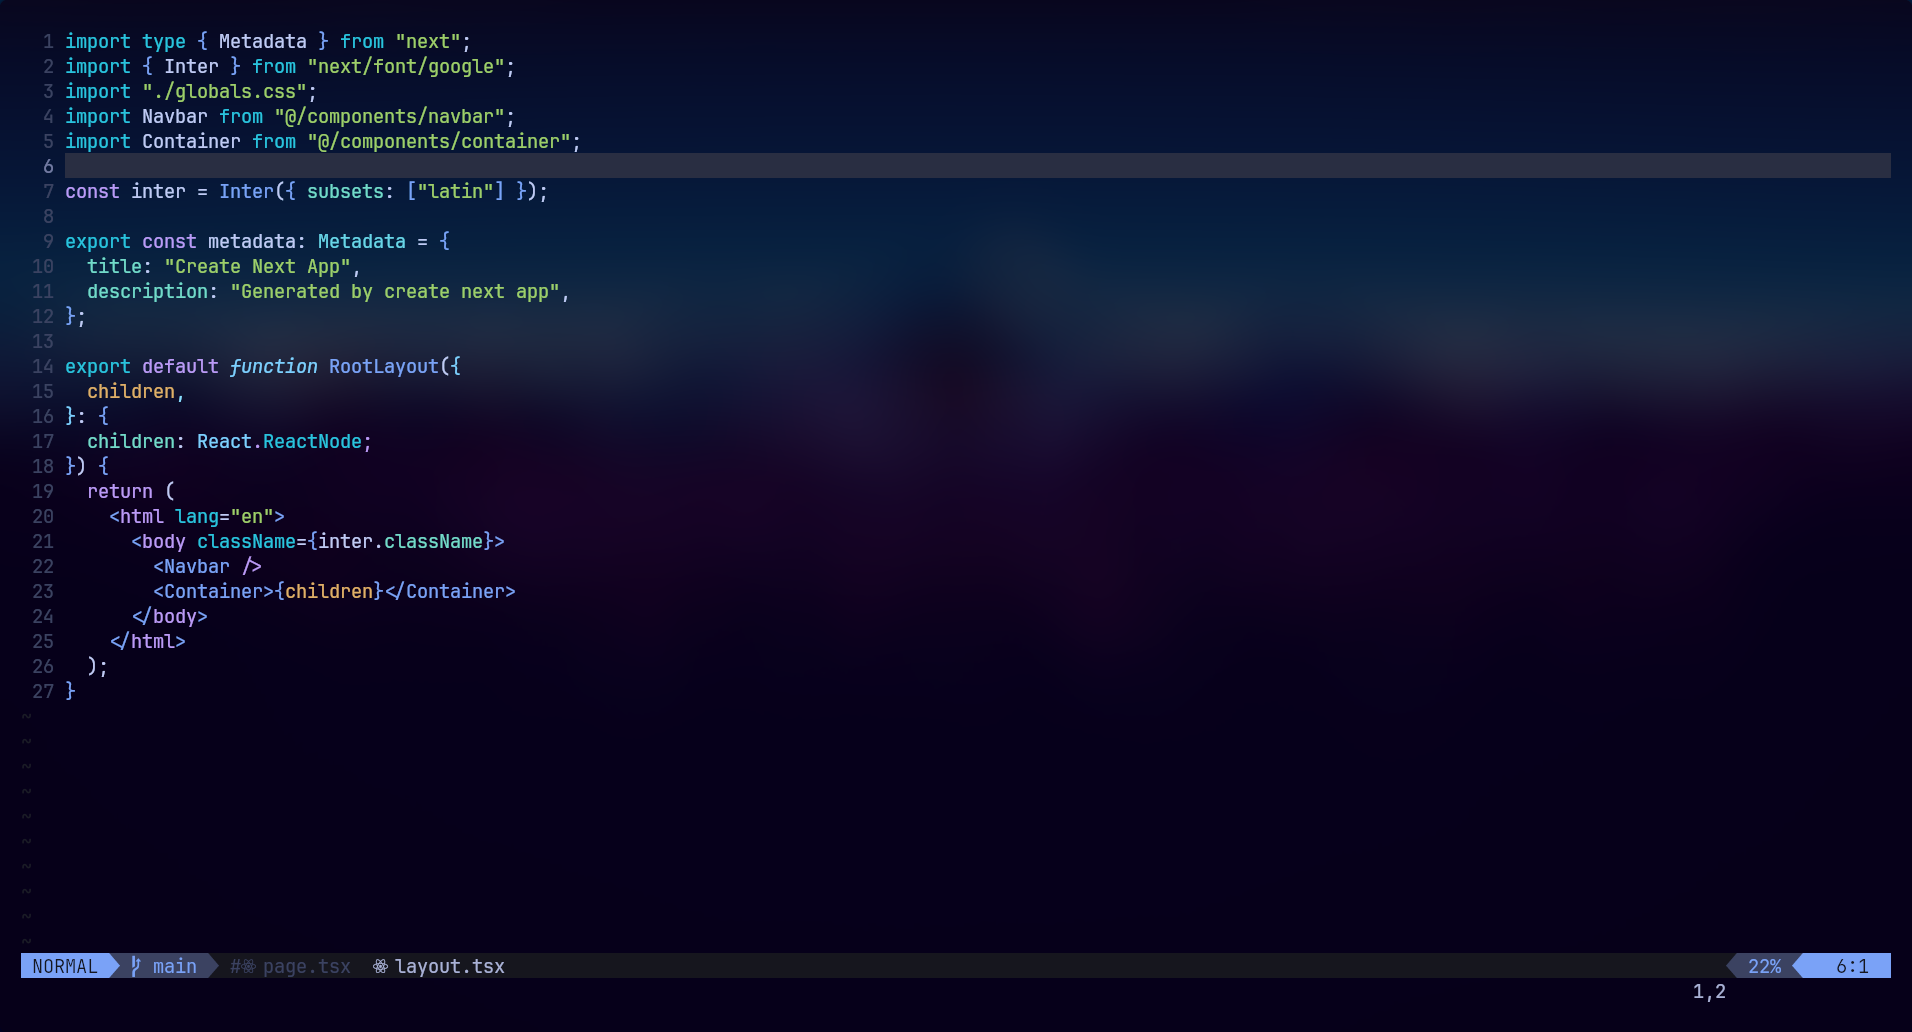 1 import type { Metadata } from "next";
2 import { Inter } from "next/font/google";
3 import "./globals.css";
4 import Navbar from "@/components/navbar";
5 import Container from "@/components/container";
6
7 const inter = Inter({ subsets: ["latin"] });
8
9 export const metadata: Metadata = {
10   title: "Create Next App",
11   description: "Generated by create next app",
12 };
13
14 export default function RootLayout({
15   children,
16 }: {
17   children: React.ReactNode;
18 }) {
19   return (
20     <html lang="en">
21       <body className={inter.className}>
22         <Navbar />
23         <Container>{children}</Container>
24       </body>
25     </html>
26   );
27 }
~
~
~
~
~
~
~
~
~
~
NORMAL main # page.tsx layout.tsx 22% 6:1
1,2